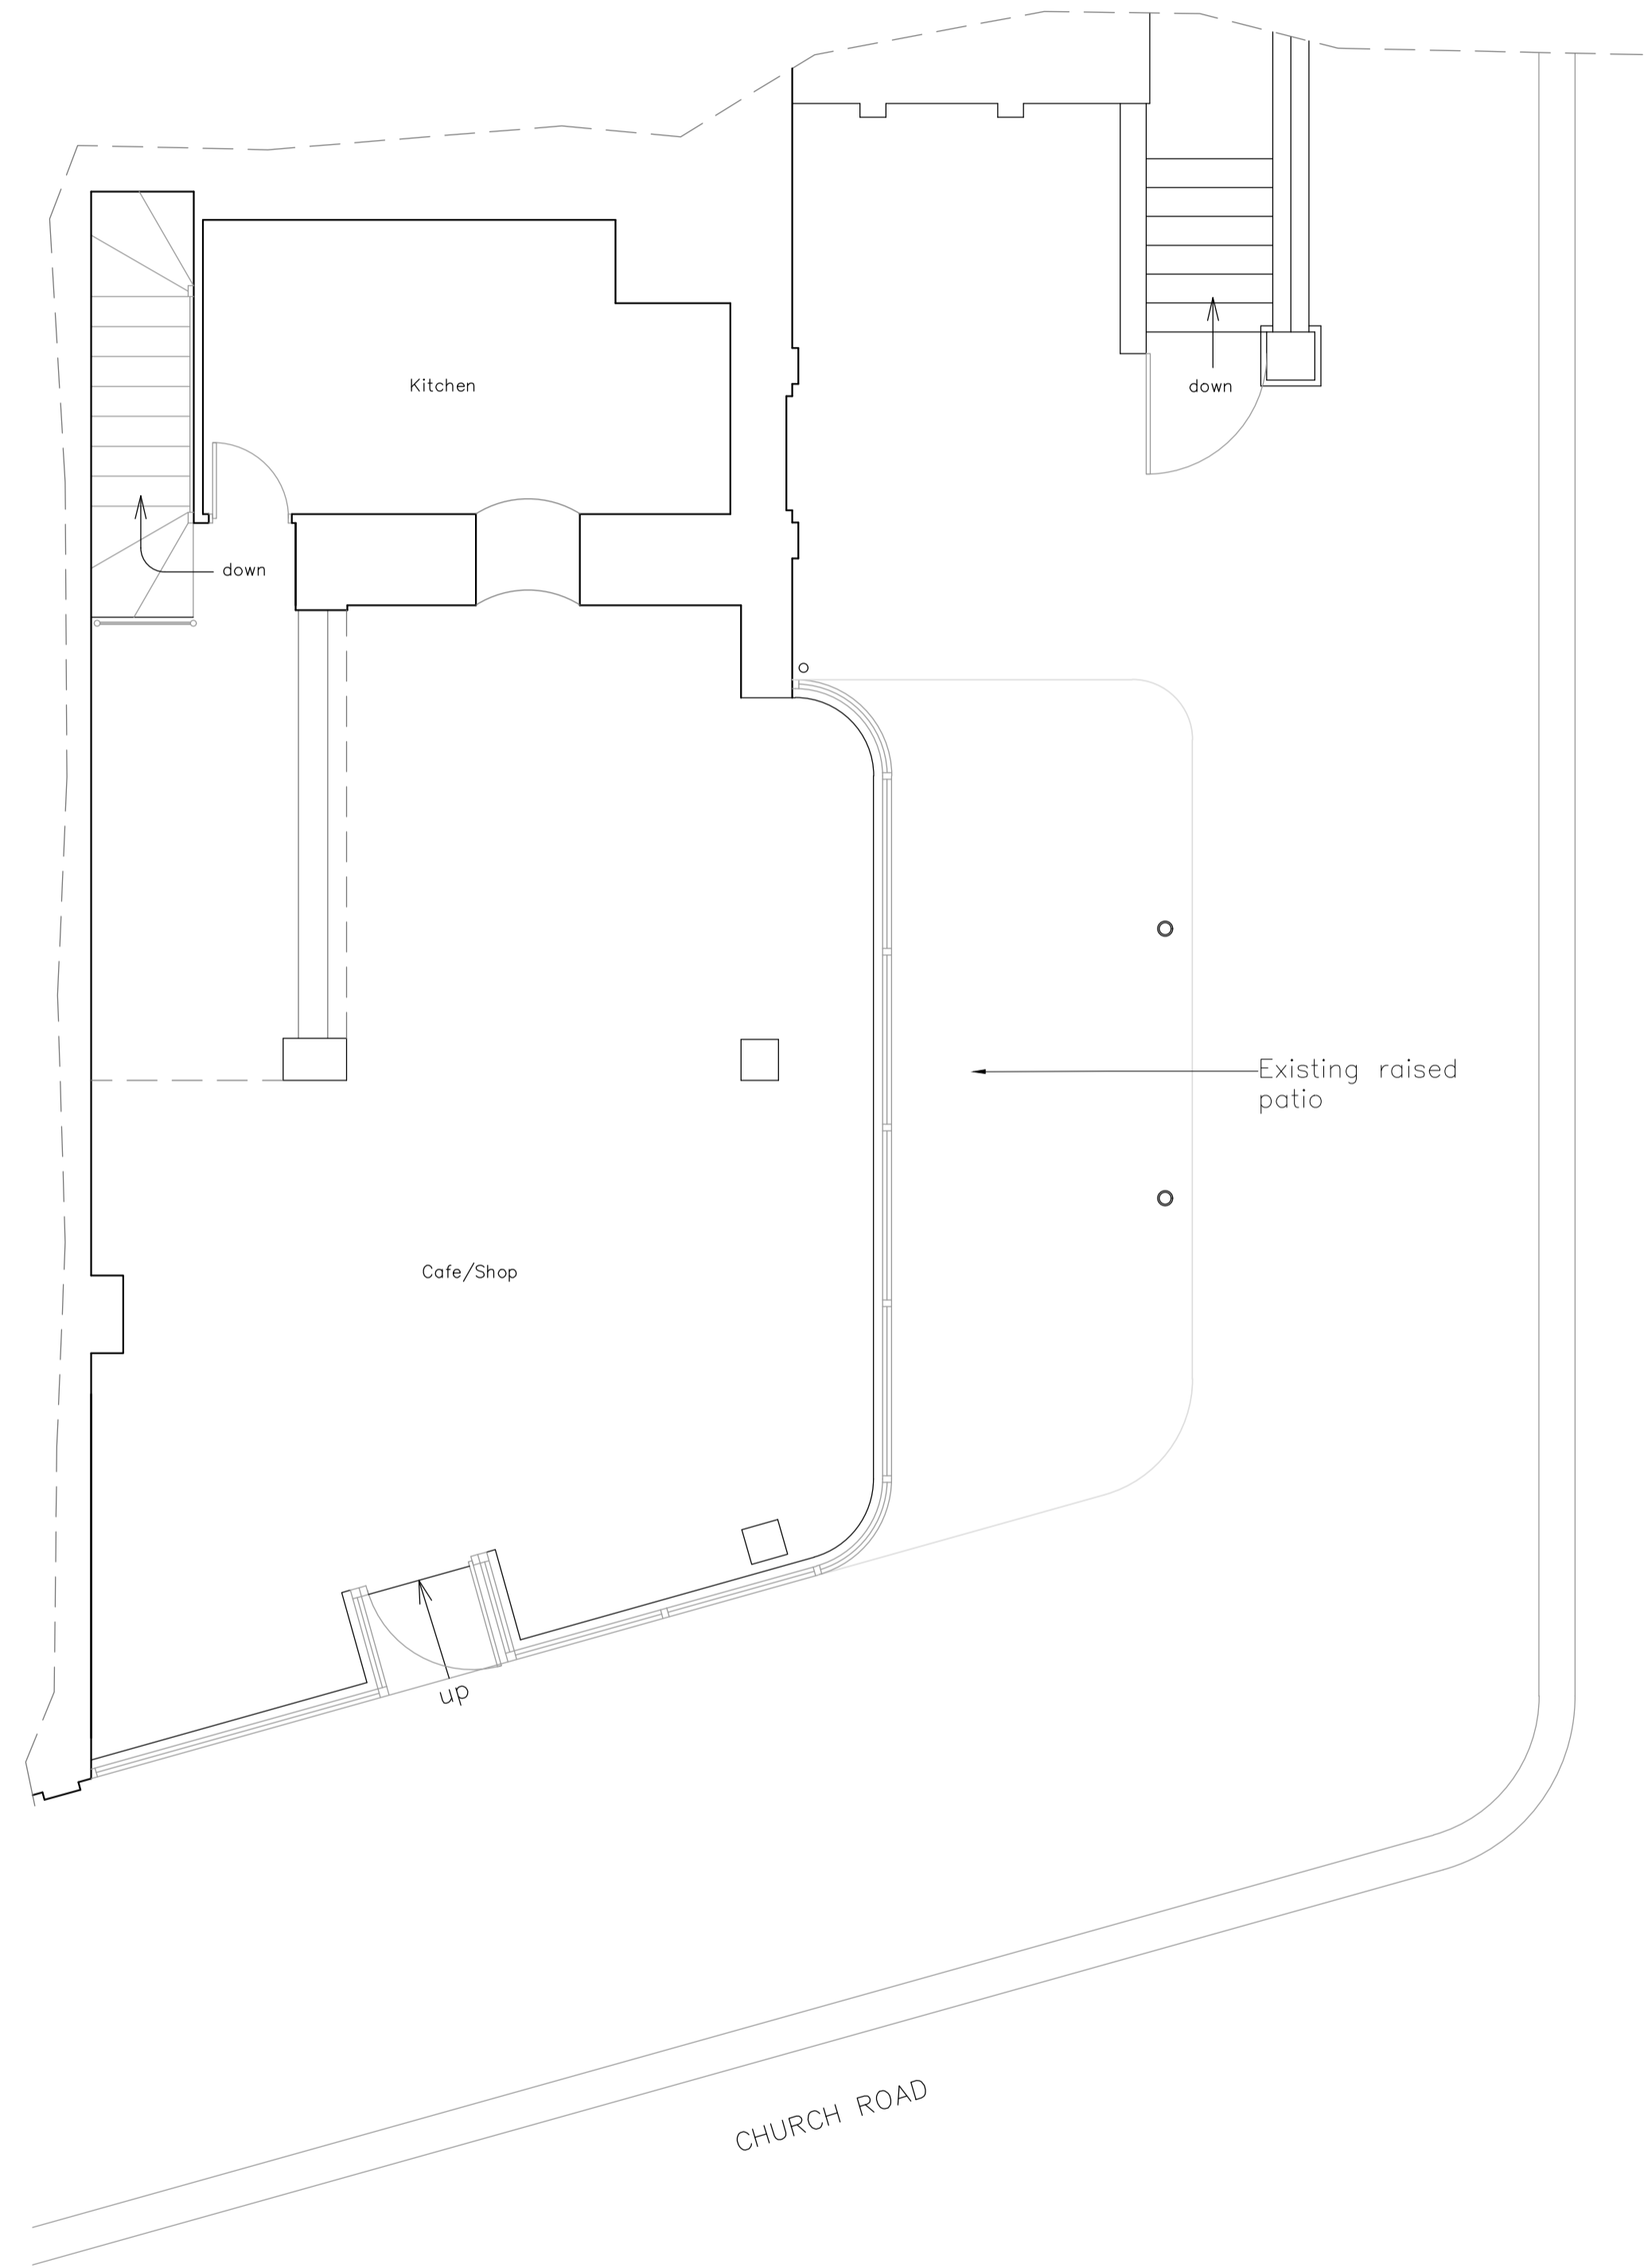 Kitchen
down
down
Existing raised
patio
Cafe/Shop
up
CHURCH ROAD